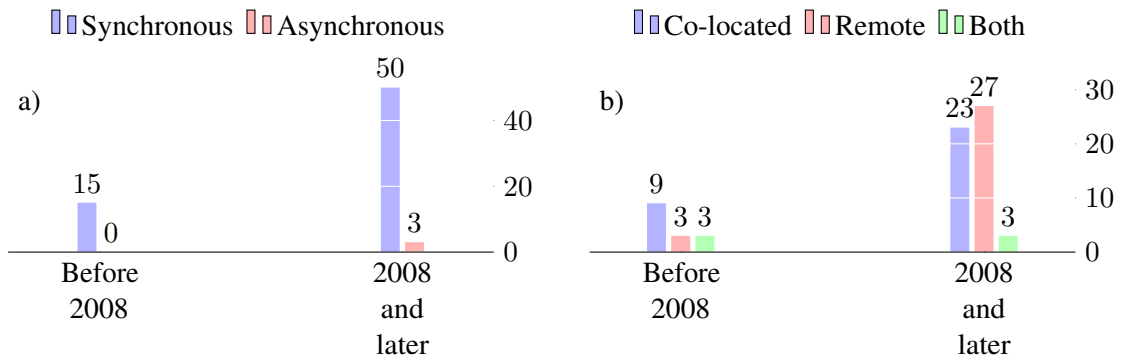 Synchronous Asynchronous
a)
50
40
20
15
0
3
0
Before
2008
2008
and
later
Co-located Remote Both
b)
30
27
23
20
10
9
3
3
3
0
Before
2008
2008
and
later